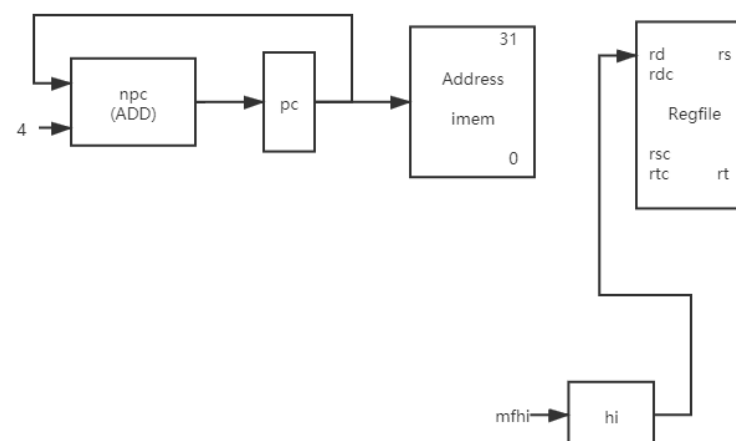 npc
(ADD)
4
pc
31
Address
imem
0
rd rs
rdc
Regfile
rsc
rtc rt
mfhi
hi